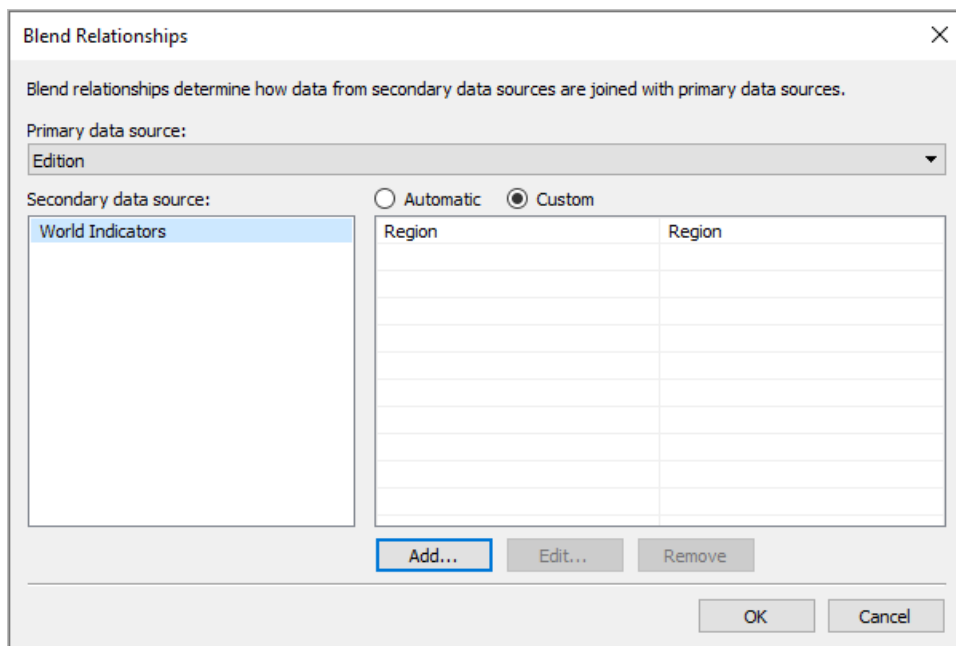 Blend Relationships
Blend relationships determine how data from secondary data sources are joined with primary data sources.
Primary data source:
Edition
Secondary data source:
Automatic
Custom
World Indicators
Region
Region
Add...
Edit...
Remove
OK
Cancel